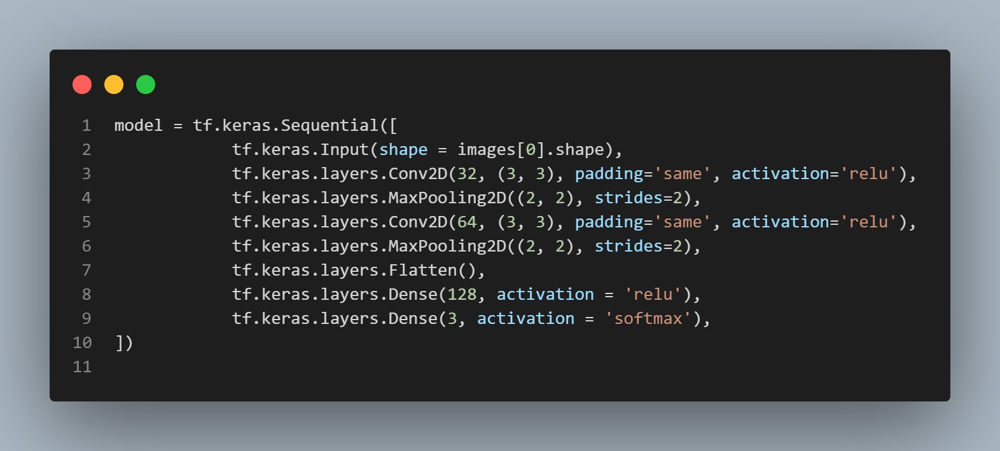 1 model = tf.keras.Sequential([
2             tf.keras.Input(shape = images[0].shape),
3             tf.keras.layers.Conv2D(32, (3, 3), padding='same', activation='relu'),
4             tf.keras.layers.MaxPooling2D((2, 2), strides=2),
5             tf.keras.layers.Conv2D(64, (3, 3), padding='same', activation='relu'),
6             tf.keras.layers.MaxPooling2D((2, 2), strides=2),
7             tf.keras.layers.Flatten(),
8             tf.keras.layers.Dense(128, activation = 'relu'),
9             tf.keras.layers.Dense(3, activation = 'softmax'),
10 ])
11